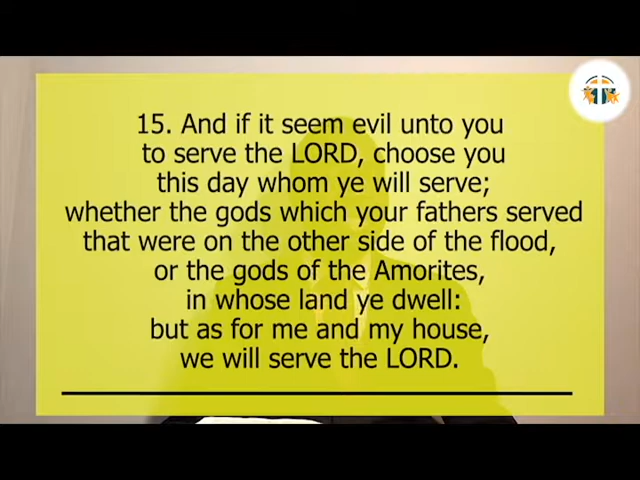 15. And if it seem evil unto you
to serve the LORD, choose you
this day whom ye will serve;
whether the gods which your fathers served
that were on the other side of the flood,
or the gods of the Amorites,
in whose land ye dwell:
but as for me and my house,
we will serve the LORD.